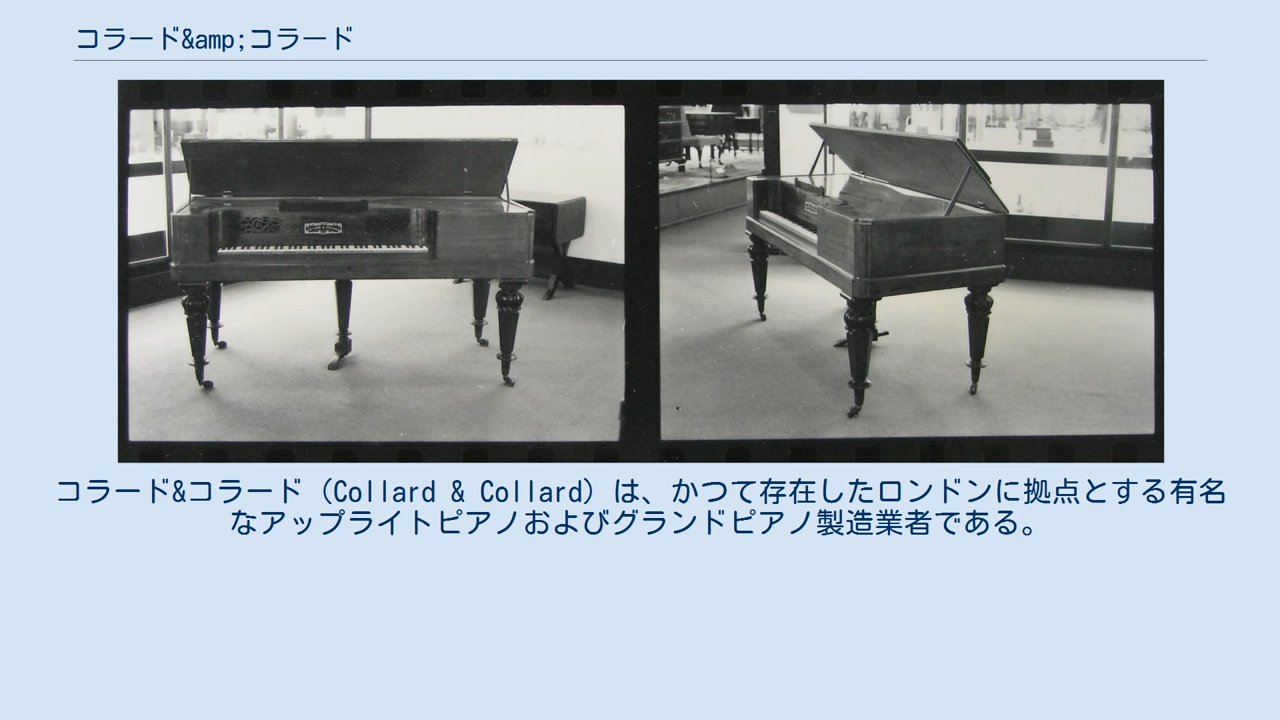 コラード&amp;コラード
コラード&コラード（Collard & Collard）は、かつて存在したロンドンに拠点とする有名
なアップライトピアノおよびグランドピアノ製造業者である。